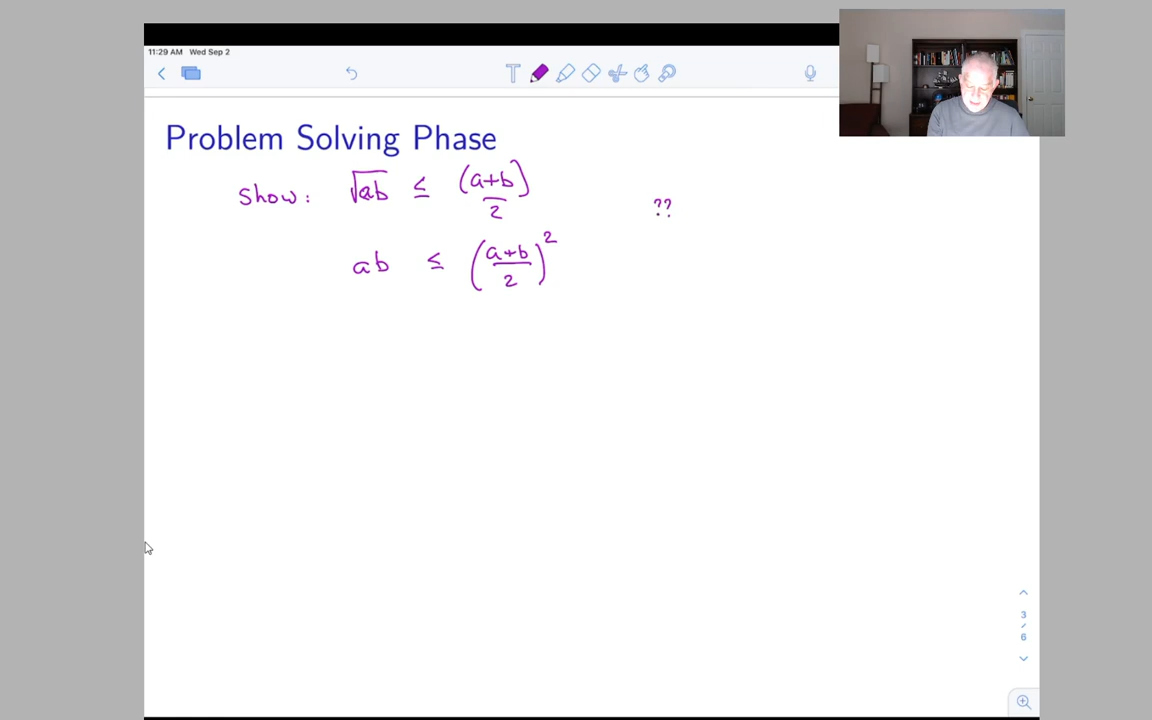 11:29 AM Wed Sep 2
T
Problem Solving Phase
Show: √ab ≤ (a+b)/2 ??
ab ≤ ((a+b)/2)²
3
/
6